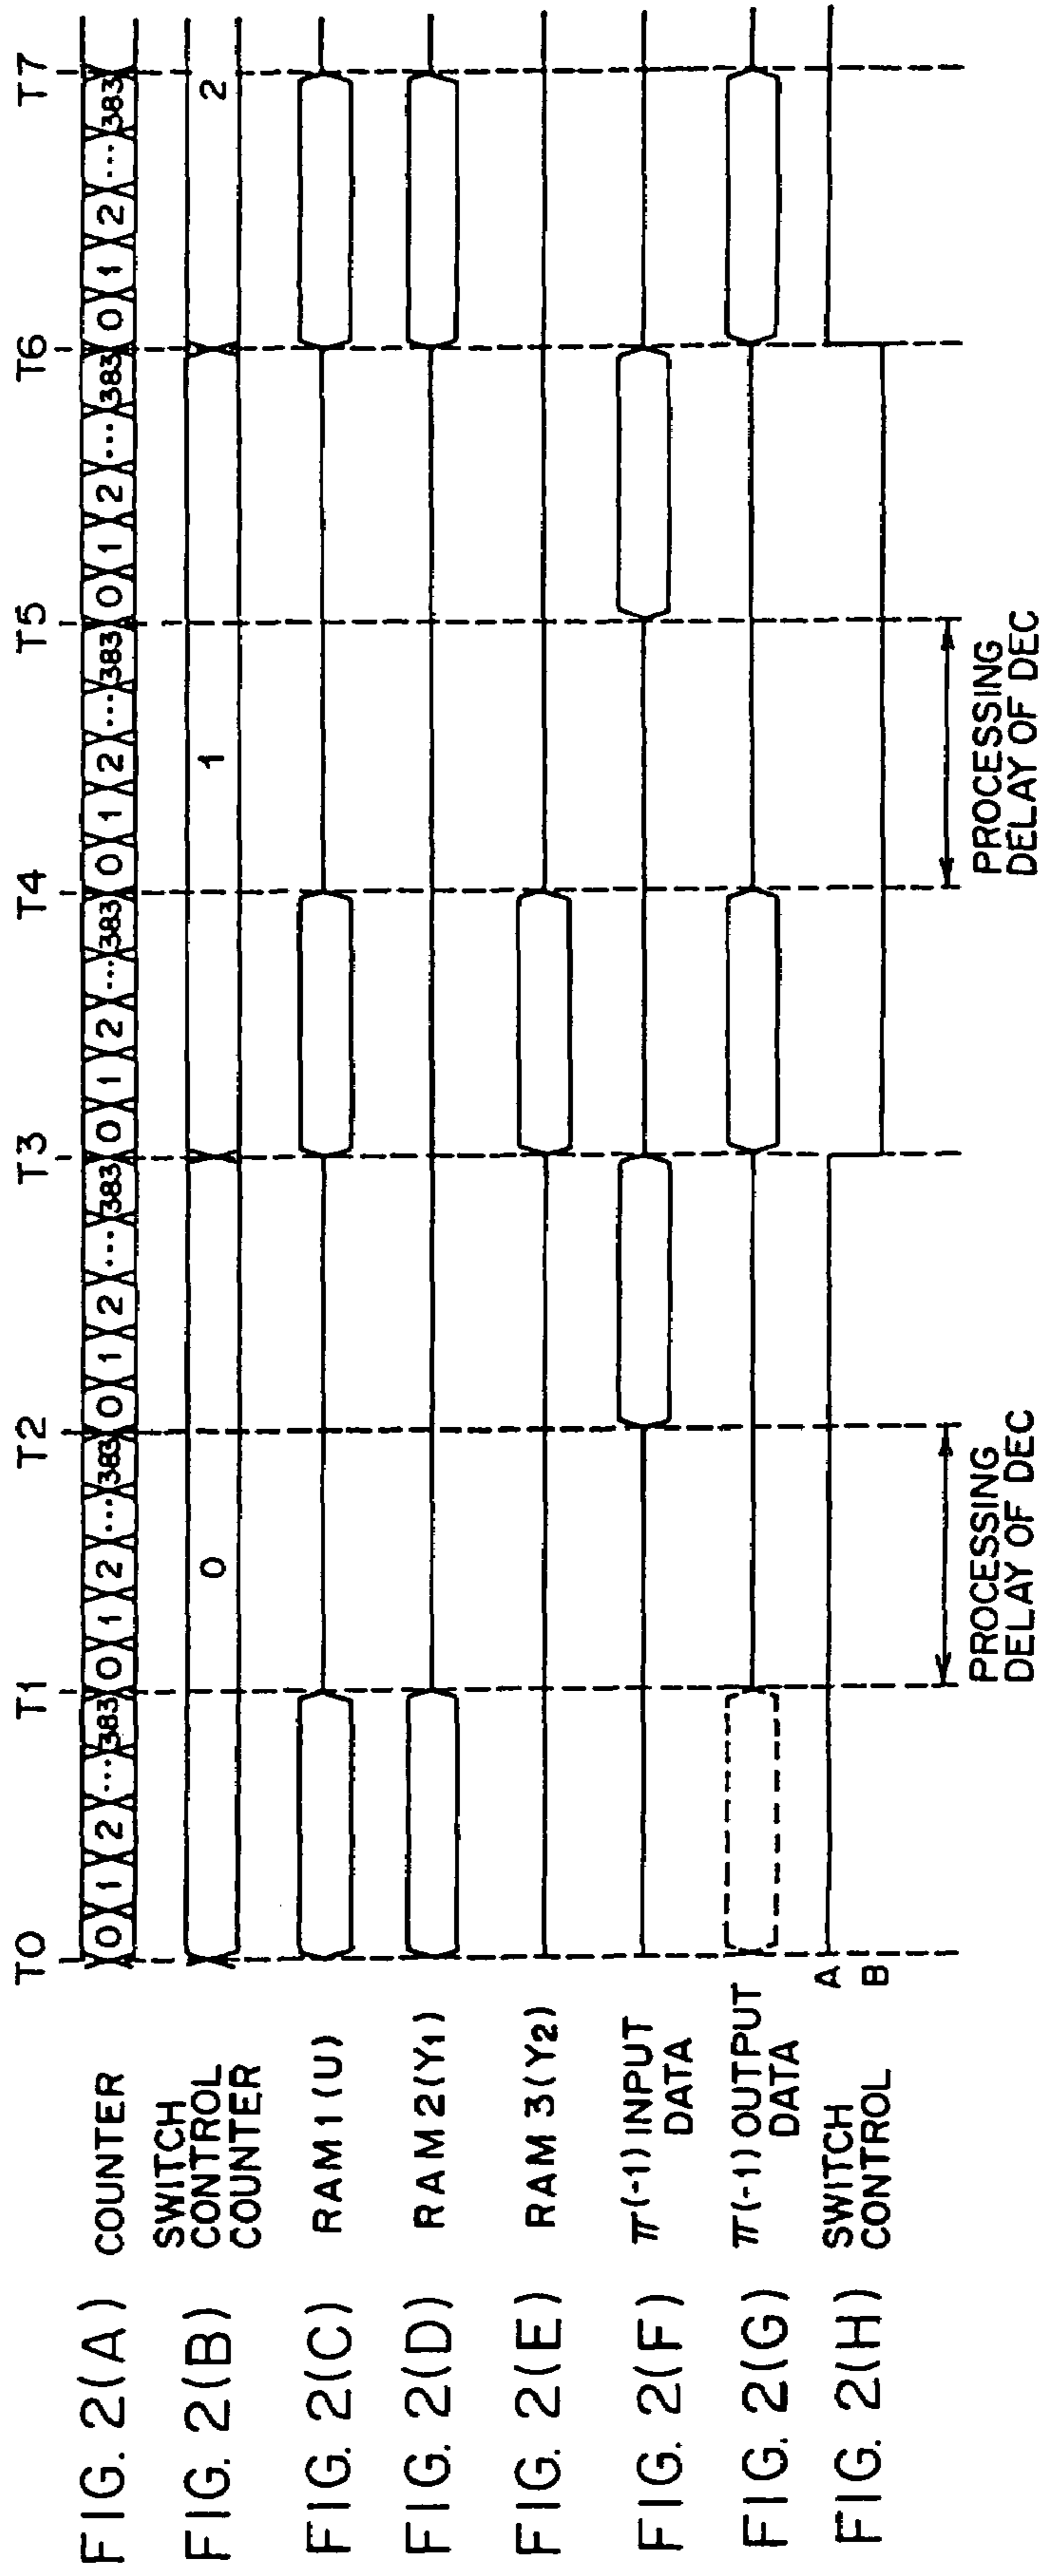 T0 T1 T2 T3 T4 T5 T6 T7
FIG. 2(A) COUNTER 0 1 2 ... 383 0 1 2 ... 383 0 1 2 ... 383 0 1 2 ... 383 0 1 2 ... 383 0 1 2 ... 383 0 1 2 ... 383
FIG. 2(B) SWITCH
CONTROL
COUNTER 0 1 2
FIG. 2(C) RAM 1 (U)
FIG. 2(D) RAM 2 (Y1)
FIG. 2(E) RAM 3 (Y2)
FIG. 2(F) π(-1) INPUT
DATA
FIG. 2(G) π(-1) OUTPUT
DATA
FIG. 2(H) SWITCH
CONTROL
A
B
PROCESSING
DELAY OF DEC
PROCESSING
DELAY OF DEC